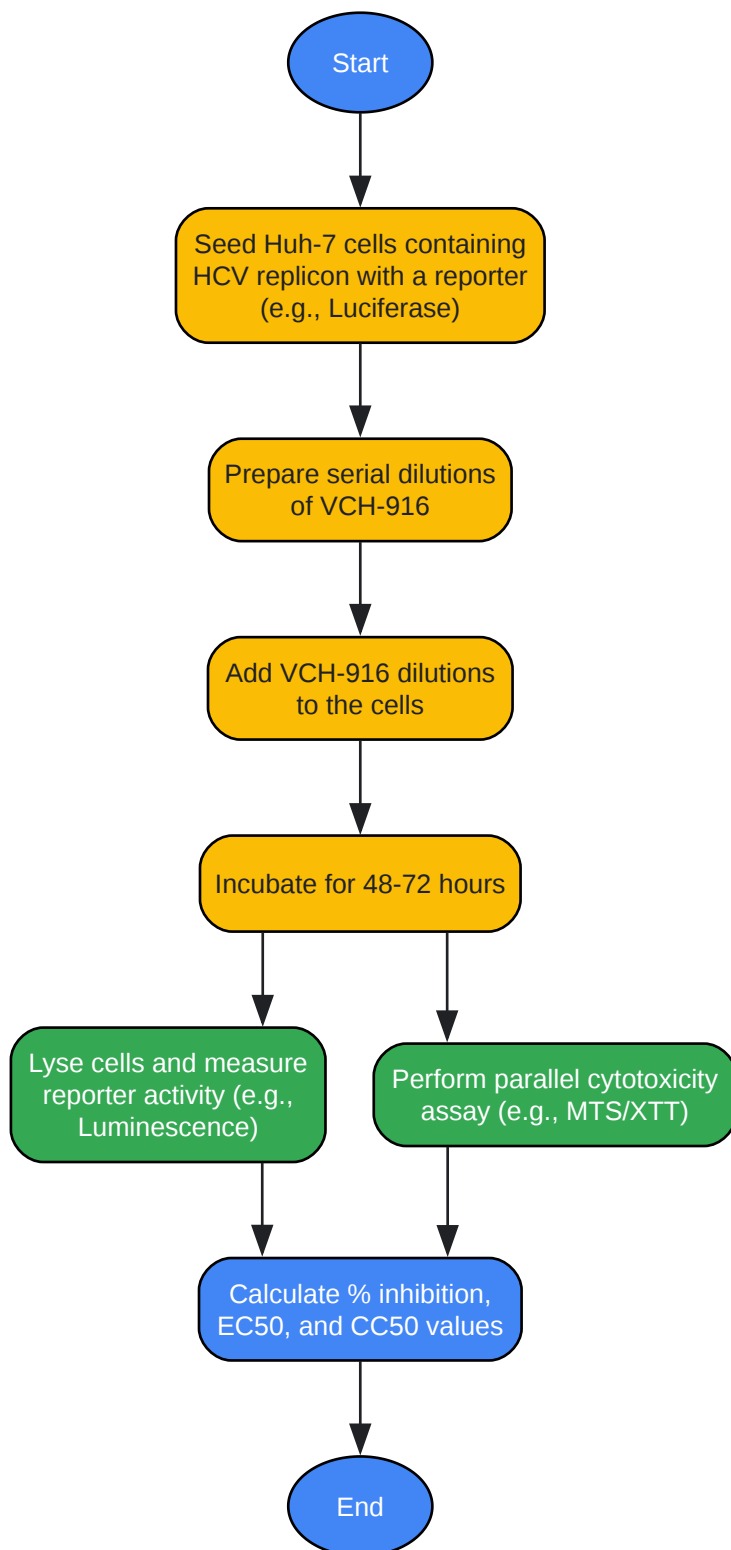 Start
Seed Huh-7 cells containing
HCV replicon with a reporter
(e.g., Luciferase)
Prepare serial dilutions
of VCH-916
Add VCH-916 dilutions
to the cells
Incubate for 48-72 hours
Lyse cells and measure
reporter activity (e.g.,
Luminescence)
Perform parallel cytotoxicity
assay (e.g., MTS/XTT)
Calculate % inhibition,
EC50, and CC50 values
End